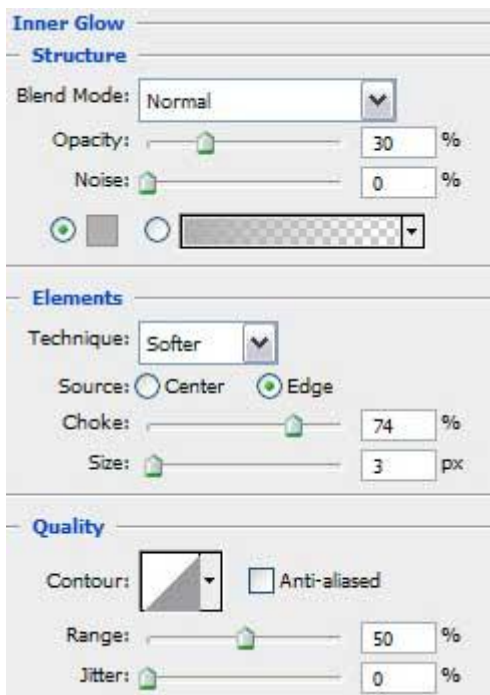 Inner Glow
Structure
Blend Mode: Normal
Opacity: 30 %
Noise: 0 %
Elements
Technique: Softer
Source: Center Edge
Choke: 74 %
Size: 3 px
Quality
Contour: Anti-aliased
Range: 50 %
Jitter: 0 %